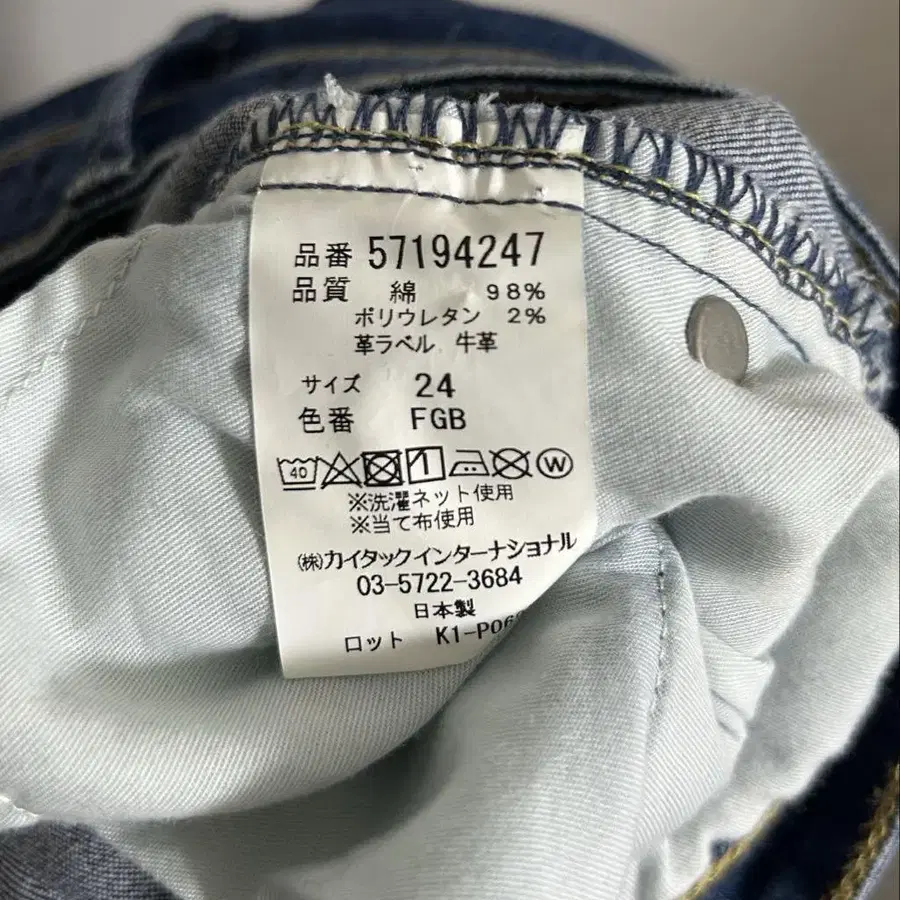 品番 57194247
品質 綿 98%
ポリウレタン 2%
革ラベル 牛革
サイズ 24
色番 FGB
40 W
※洗濯ネット使用
※当て布使用
(株)カイタックインターナショナル
03-5722-3684
日本製
ロット